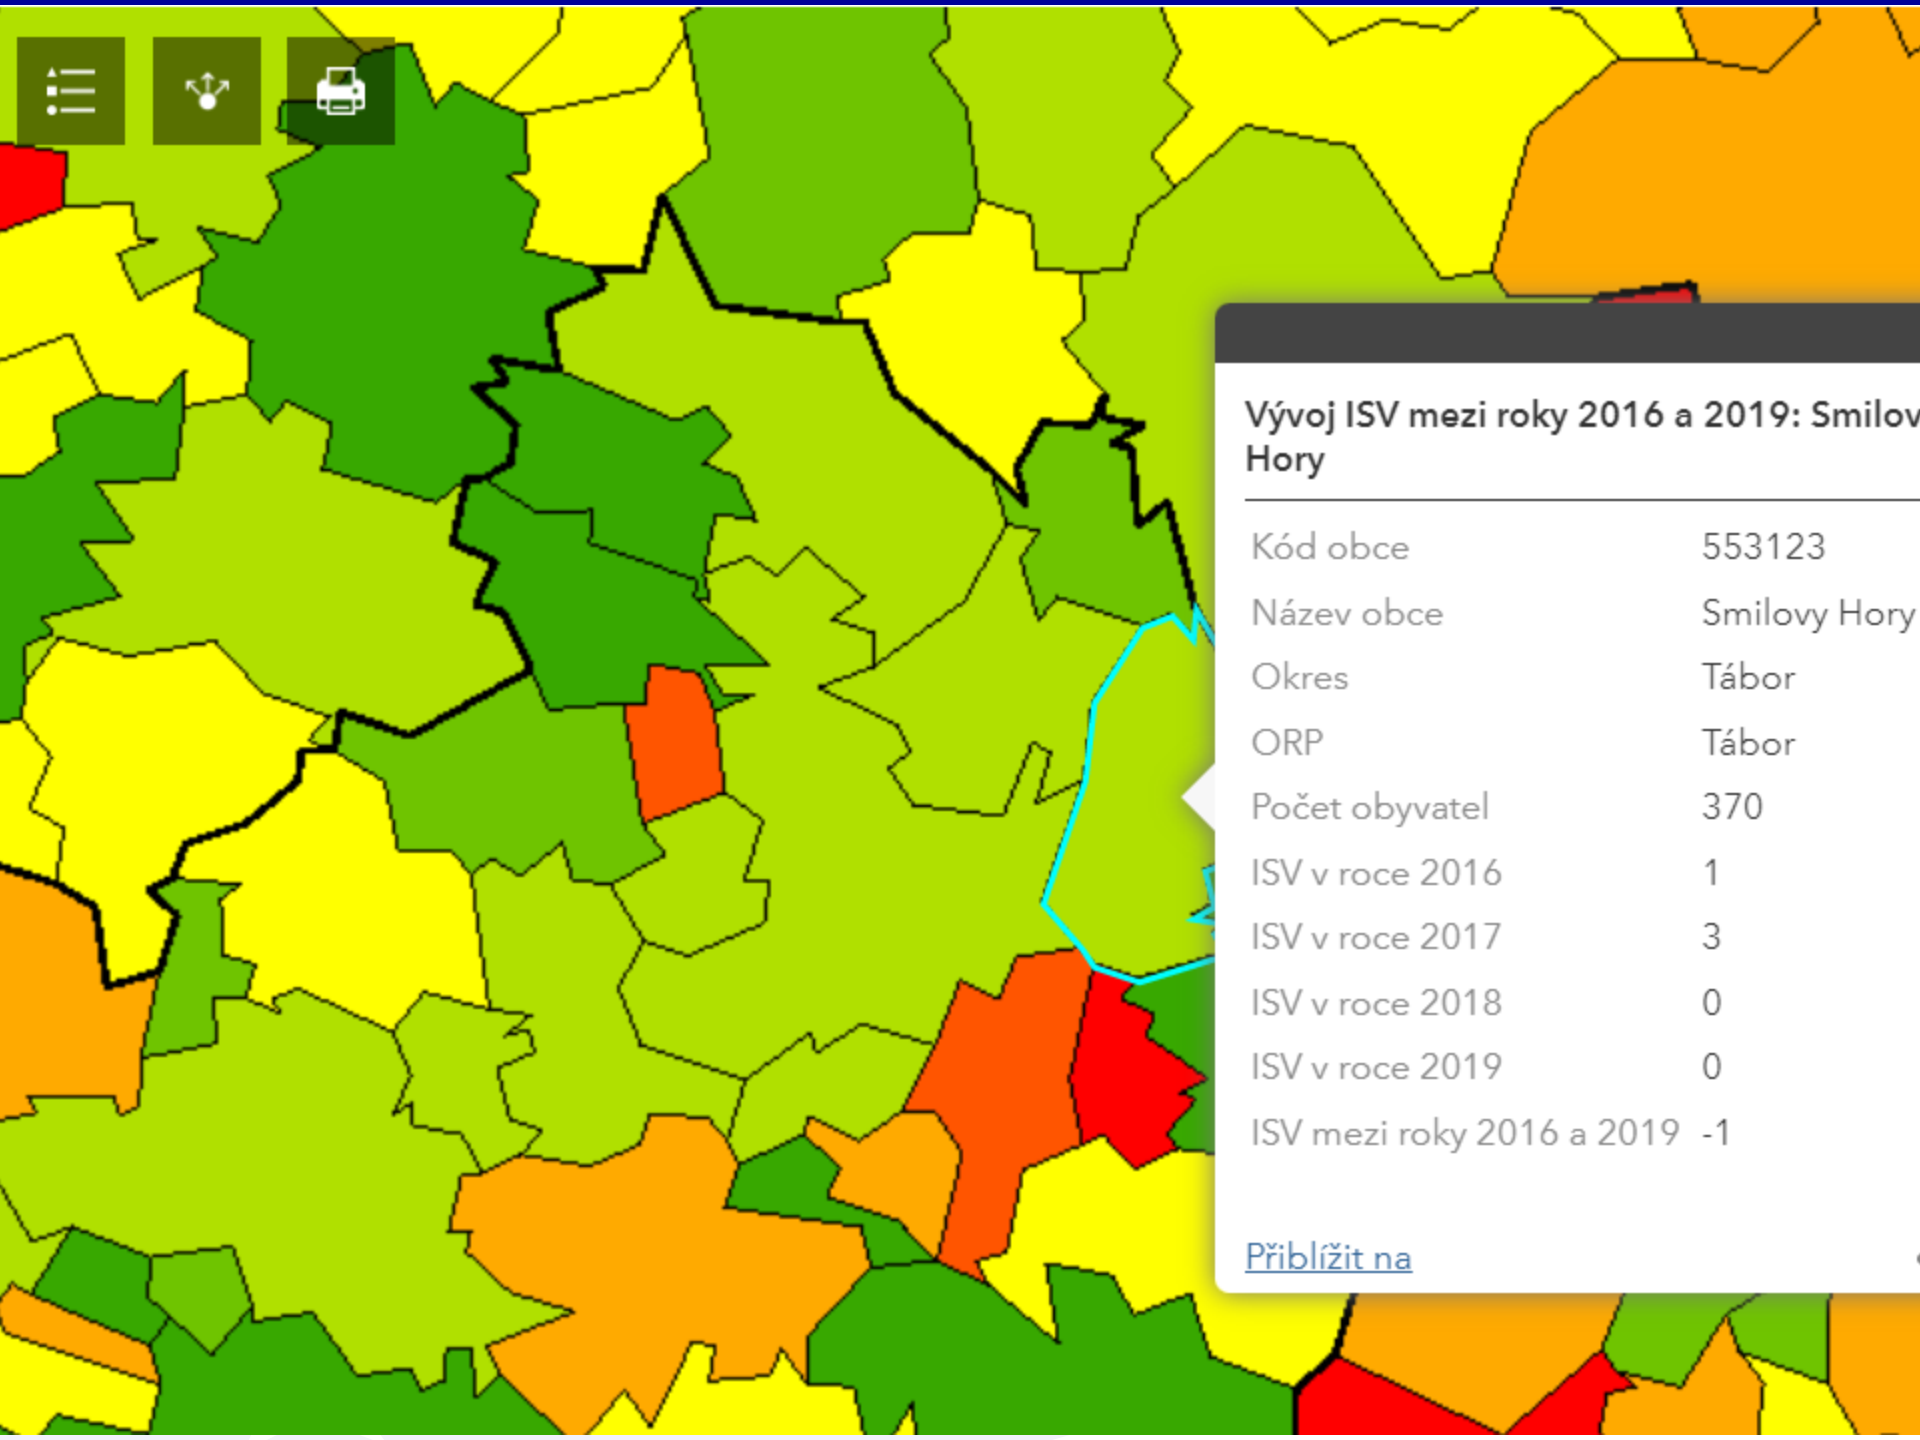 Vývoj ISV mezi roky 2016 a 2019: Smilov
Hory
Kód obce 553123
Název obce Smilovy Hory
Okres Tábor
ORP Tábor
Počet obyvatel 370
ISV v roce 2016 1
ISV v roce 2017 3
ISV v roce 2018 0
ISV v roce 2019 0
ISV mezi roky 2016 a 2019 -1
Přiblížit na